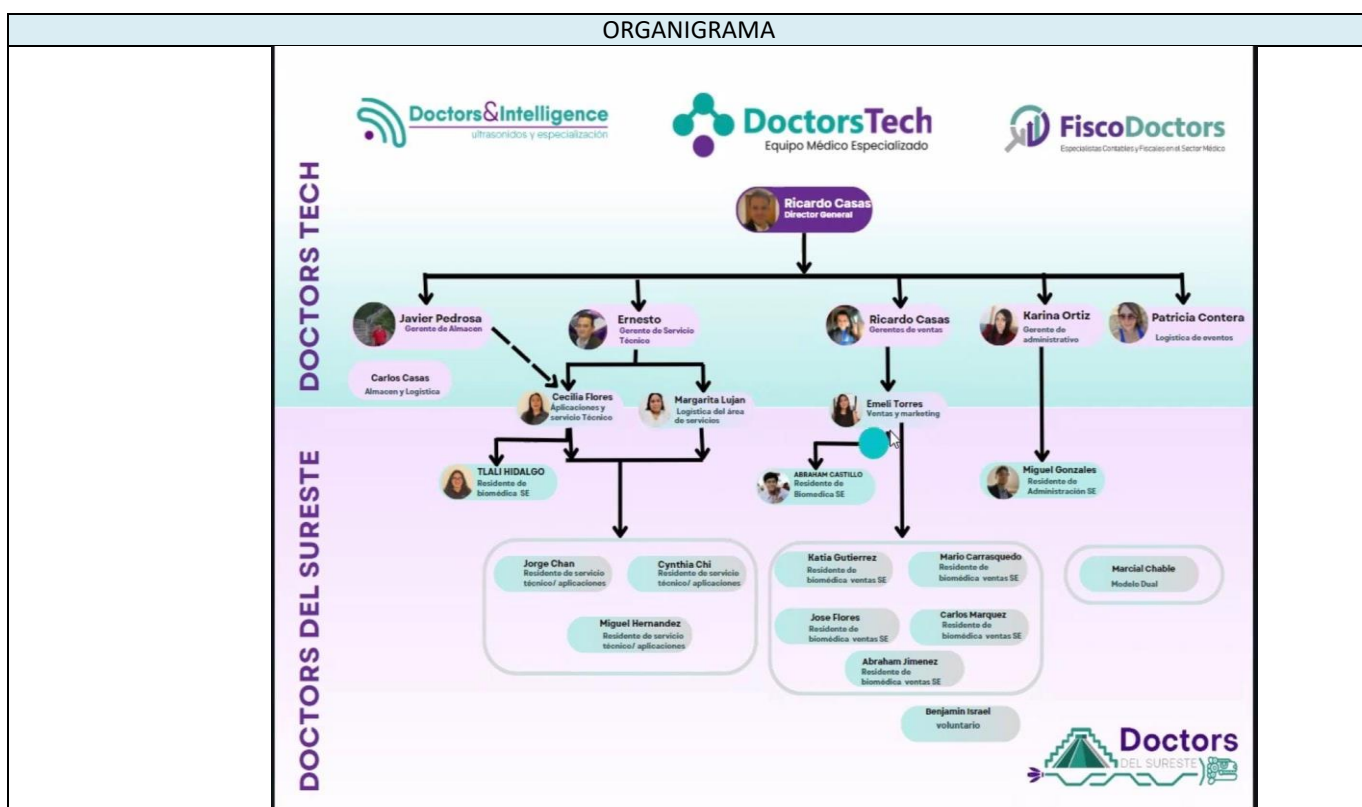 ORGANIGRAMA
Doctors&Intelligence
ultrasonidos y especialización
DoctorsTech
Equipo Médico Especializado
FiscoDoctors
Especialistas Contables y Fiscales en el Sector Médico
DOCTORS TECH
Ricardo Casas
Director General
Javier Pedrosa
Gerente de Almacen
Ernesto
Gerente de Servicio
Técnico
Ricardo Casas
Gerentes de ventas
Karina Ortiz
Gerente de
administrativo
Patricia Contera
Logística de eventos
Carlos Casas
Almacen y Logistica
Cecilia Flores
Aplicaciones y
servicio Técnico
Margarita Lujan
Logistica del área
de servicios
Emeli Torres
Ventas y marketing
DOCTORS DEL SURESTE
TLALI HIDALGO
Residente de
biomédica SE
ABRAHAM CASTILLO
Residente de
Biomedica SE
Miguel Gonzales
Residente de
Administración SE
Jorge Chan
Residente de servicio
técnico/ aplicaciones
Cynthia Chi
Residente de servicio
técnico/ aplicaciones
Miguel Hernandez
Residente de servicio
técnico/ aplicaciones
Katia Gutierrez
Residente de
biomédica ventas SE
Mario Carrasquedo
Residente de
biomédica ventas SE
Jose Flores
Residente de
biomédica ventas SE
Carlos Marquez
Residente de
biomédica ventas SE
Abraham Jimenez
Residente de
biomédica ventas SE
Marcial Chable
Modelo Dual
Benjamin Israel
voluntario
Doctors
DEL SURESTE